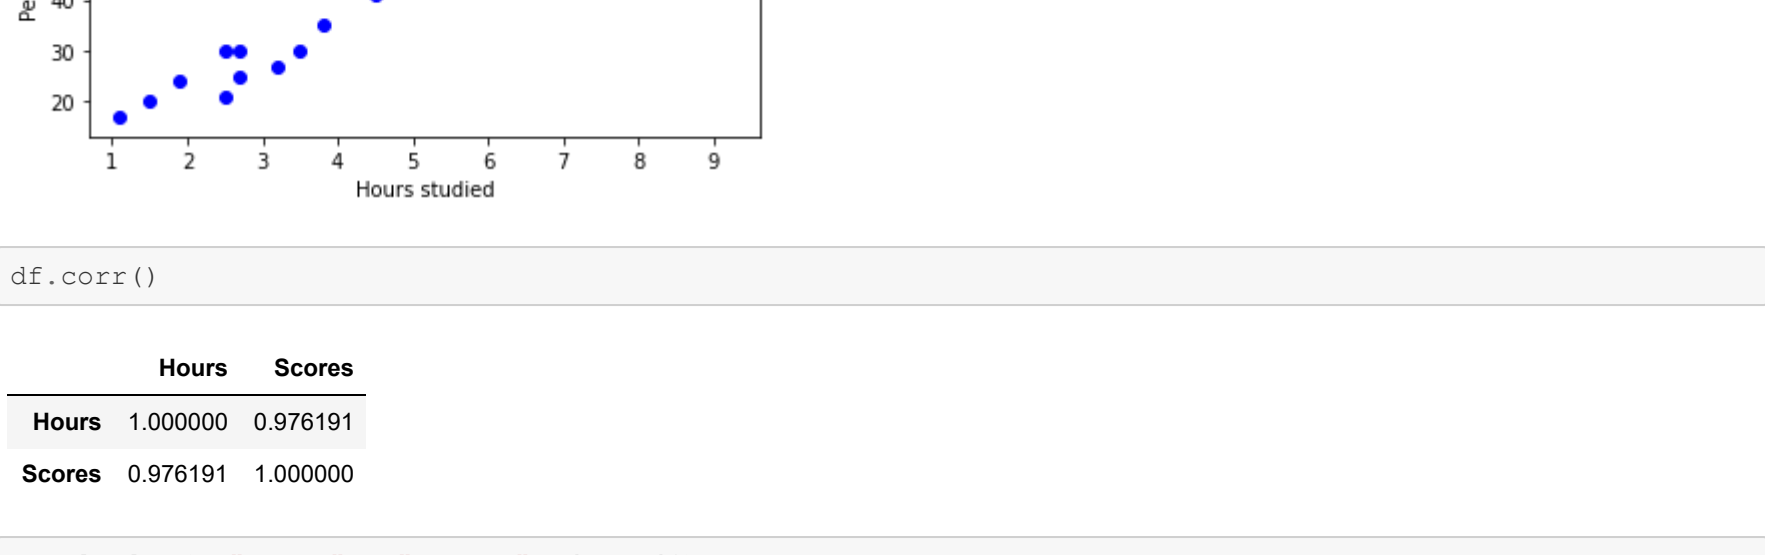 40
30
20
1 2 3 4 5 6 7 8 9
Hours studied
df.corr()
Hours Scores
Hours 1.000000 0.976191
Scores 0.976191 1.000000